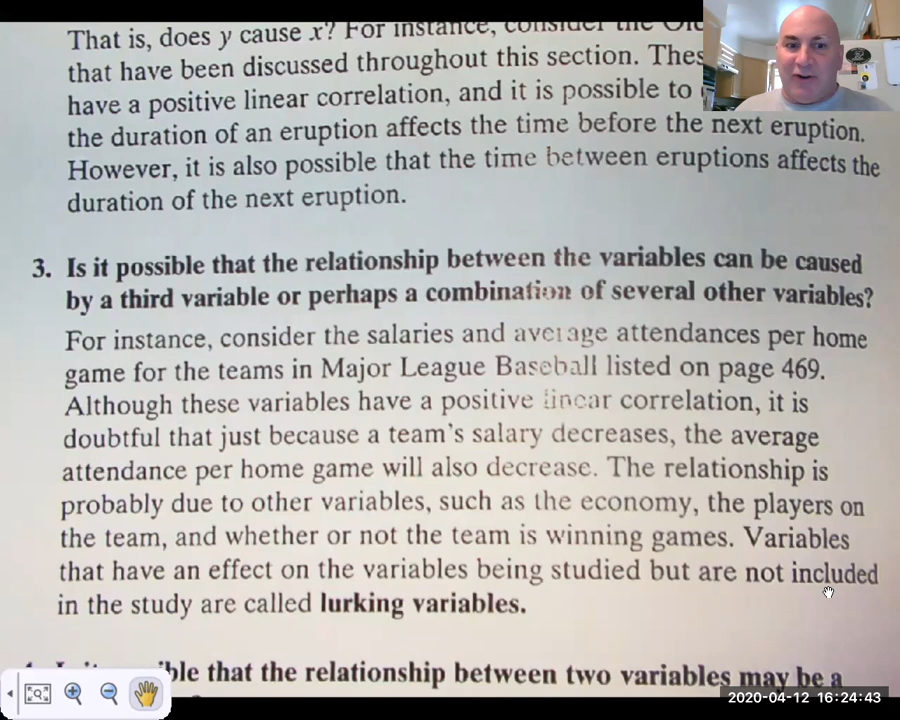 That is, does y cause x? For instance, consider the
that have been discussed throughout this section.
have a positive linear correlation, and it is possible to
the duration of an eruption affects the time before the next eruption.
However, it is also possible that the time between eruptions affects the
duration of the next eruption.
3. Is it possible that the relationship between the variables can be caused
by a third variable or perhaps a combination of several other variables?
For instance, consider the salaries and average attendances per home
game for the teams in Major League Baseball listed on page 469.
Although these variables have a positive linear correlation, it is
doubtful that just because a team's salary decreases, the average
attendance per home game will also decrease. The relationship is
probably due to other variables, such as the economy, the players on
the team, and whether or not the team is winning games. Variables
that have an effect on the variables being studied but are not included
in the study are called lurking variables.
that the relationship between two variables may be a
2020-04-12 16:24:43